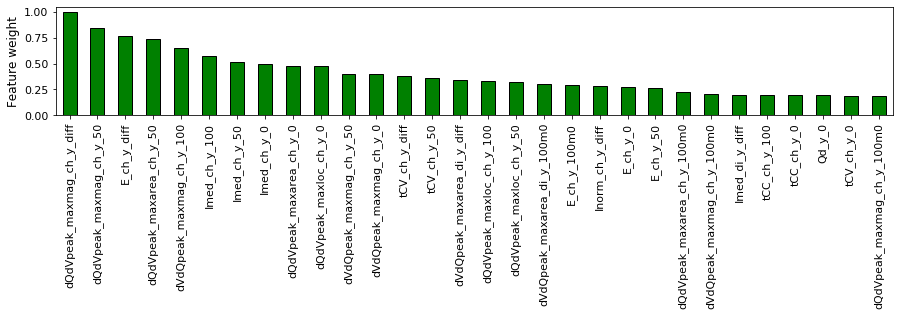 Feature weight
1.00
0.75
0.50
0.25
0.00
dQdVpeak_maxmag_ch_y_diff
dQdVpeak_maxmag_ch_y_50
E_ch_y_diff
dQdVpeak_maxarea_ch_y_50
dVdQpeak_maxmag_ch_y_100
Imed_ch_y_100
Imed_ch_y_50
Imed_ch_y_0
dQdVpeak_maxarea_ch_y_0
dQdVpeak_maxloc_ch_y_0
dVdQpeak_maxmag_ch_y_50
dVdQpeak_maxmag_ch_y_0
tCV_ch_y_diff
tCV_ch_y_50
dVdQpeak_maxarea_di_y_diff
dQdVpeak_maxloc_ch_y_100
dQdVpeak_maxloc_ch_y_50
dVdQpeak_maxarea_di_y_100m0
E_ch_y_100m0
Inorm_ch_y_diff
E_ch_y_0
E_ch_y_50
dQdVpeak_maxarea_ch_y_100m0
dVdQpeak_maxmag_ch_y_100m0
Imed_di_y_diff
tCC_ch_y_100
tCC_ch_y_0
Qd_y_0
tCV_ch_y_0
dQdVpeak_maxmag_ch_y_100m0